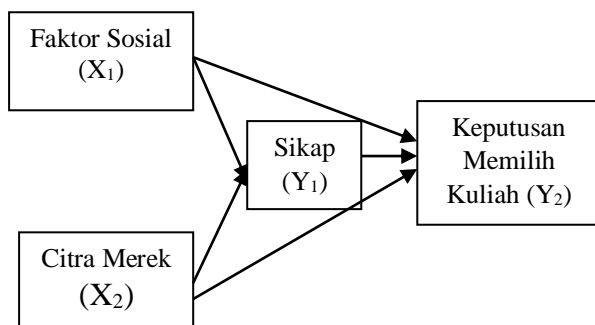 Faktor Sosial
(X₁)
Sikap
(Y₁)
Keputusan
Memilih
Kuliah (Y₂)
Citra Merek
(X₂)